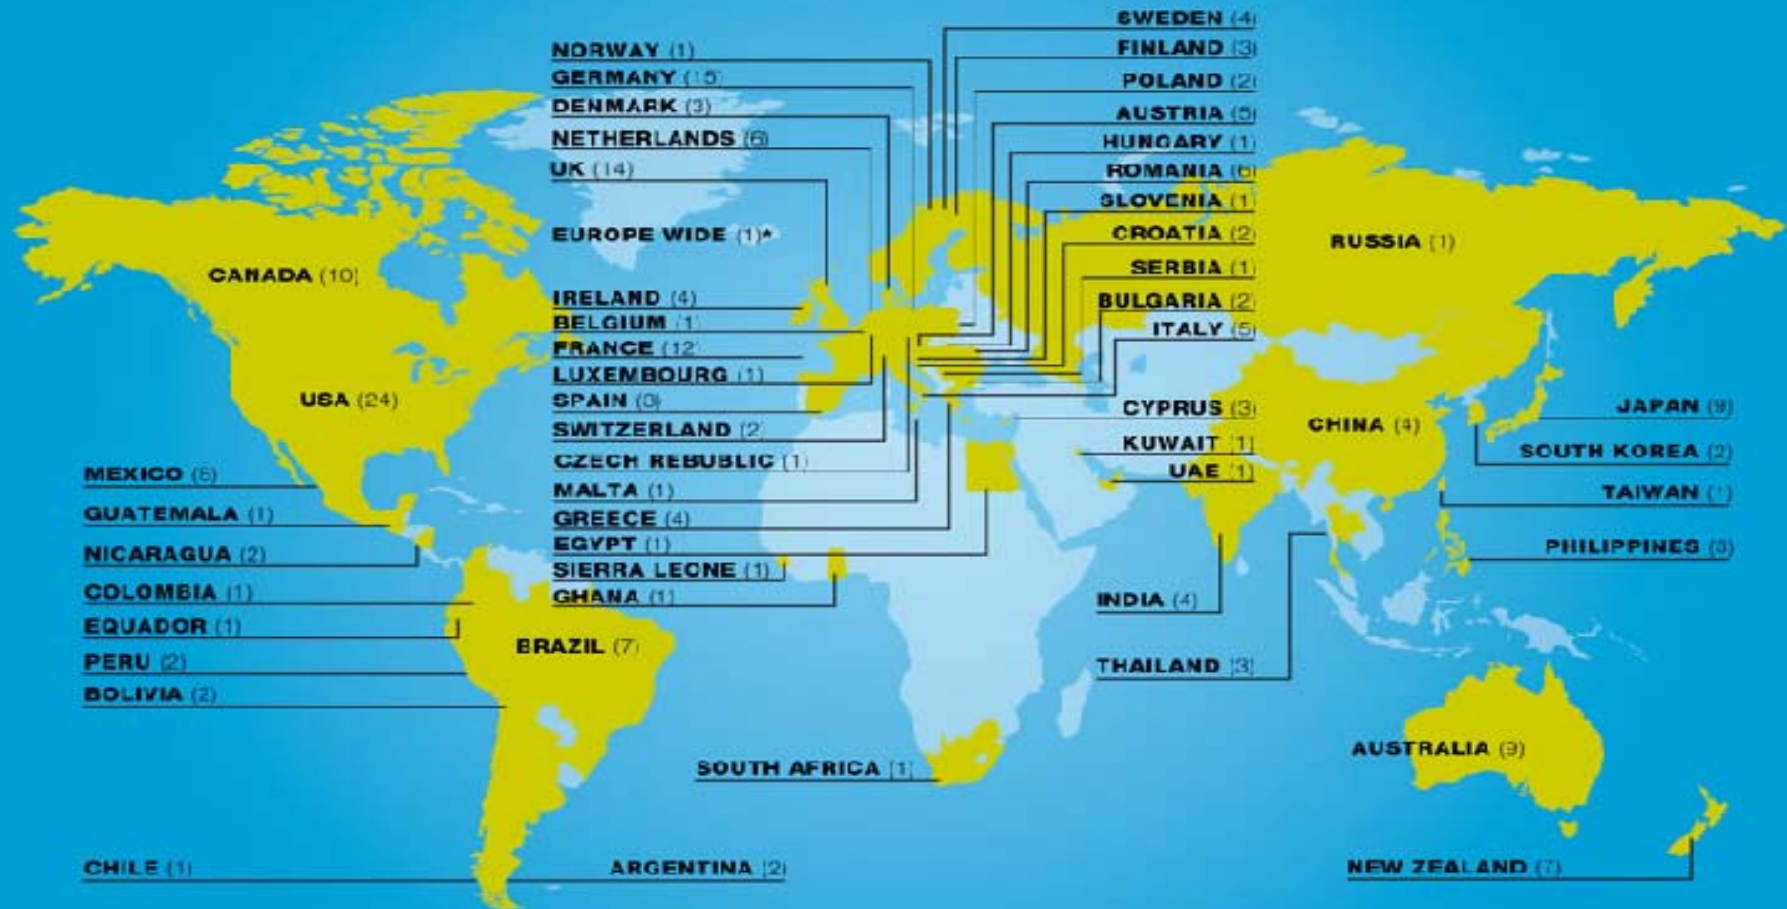 SWEDEN (4)
NORWAY (1)
FINLAND (3)
GERMANY (15)
POLAND (2)
DENMARK (3)
AUSTRIA (5)
NETHERLANDS (6)
HUNGARY (1)
UK (14)
ROMANIA (6)
SLOVENIA (1)
EUROPE WIDE (1)*
CROATIA (2)
RUSSIA (1)
CANADA (10)
SERBIA (1)
IRELAND (4)
BULGARIA (2)
BELGIUM (1)
ITALY (5)
FRANCE (12)
LUXEMBOURG (1)
USA (24)
SPAIN
CYPRUS (3)
JAPAN (9)
CHINA (4)
SWITZERLAND (2)
KUWAIT (1)
SOUTH KOREA (2)
CZECH REBUBLIC (1)
UAE (1)
MEXICO
MALTA (1)
TAIWAN (1)
GUATEMALA (1)
GREECE (4)
EGYPT (1)
PHILIPPINES
NICARAGUA (2)
SIERRA LEONE (1)
COLOMBIA (1)
GHANA (1)
INDIA (4)
EQUADOR (1)
BRAZIL (7)
PERU (2)
THAILAND (3)
BOLIVIA (2)
AUSTRALIA (9)
SOUTH AFRICA (1)
CHILE (1)
ARGENTINA (2)
NEW ZEALAND (7)